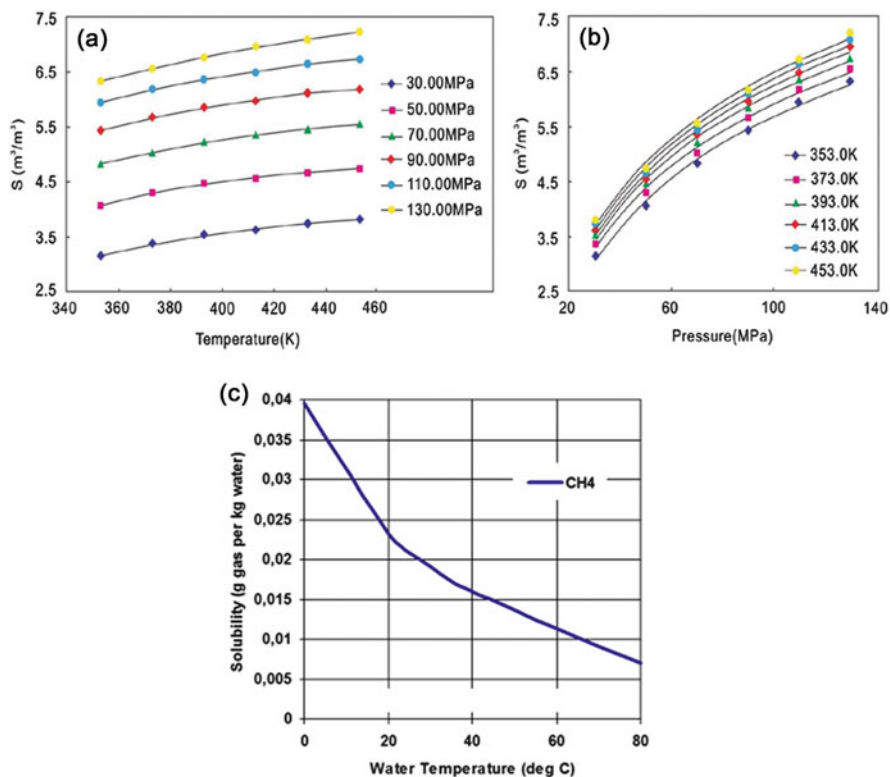 (a)
7.5
6.5
5.5
4.5
3.5
2.5
S (m³/m³)
340 360 380 400 420 440 460
Temperature(K)
30.00MPa
50.00MPa
70.00MPa
90.00MPa
110.00MPa
130.00MPa
(b)
7.5
6.5
5.5
4.5
3.5
2.5
S (m³/m³)
20 60 100 140
Pressure(MPa)
353.0K
373.0K
393.0K
413.0K
433.0K
453.0K
(c)
0,04
0,035
0,03
0,025
0,02
0,015
0,01
0,005
0
Solubility (g gas per kg water)
CH4
0 20 40 60 80
Water Temperature (deg C)